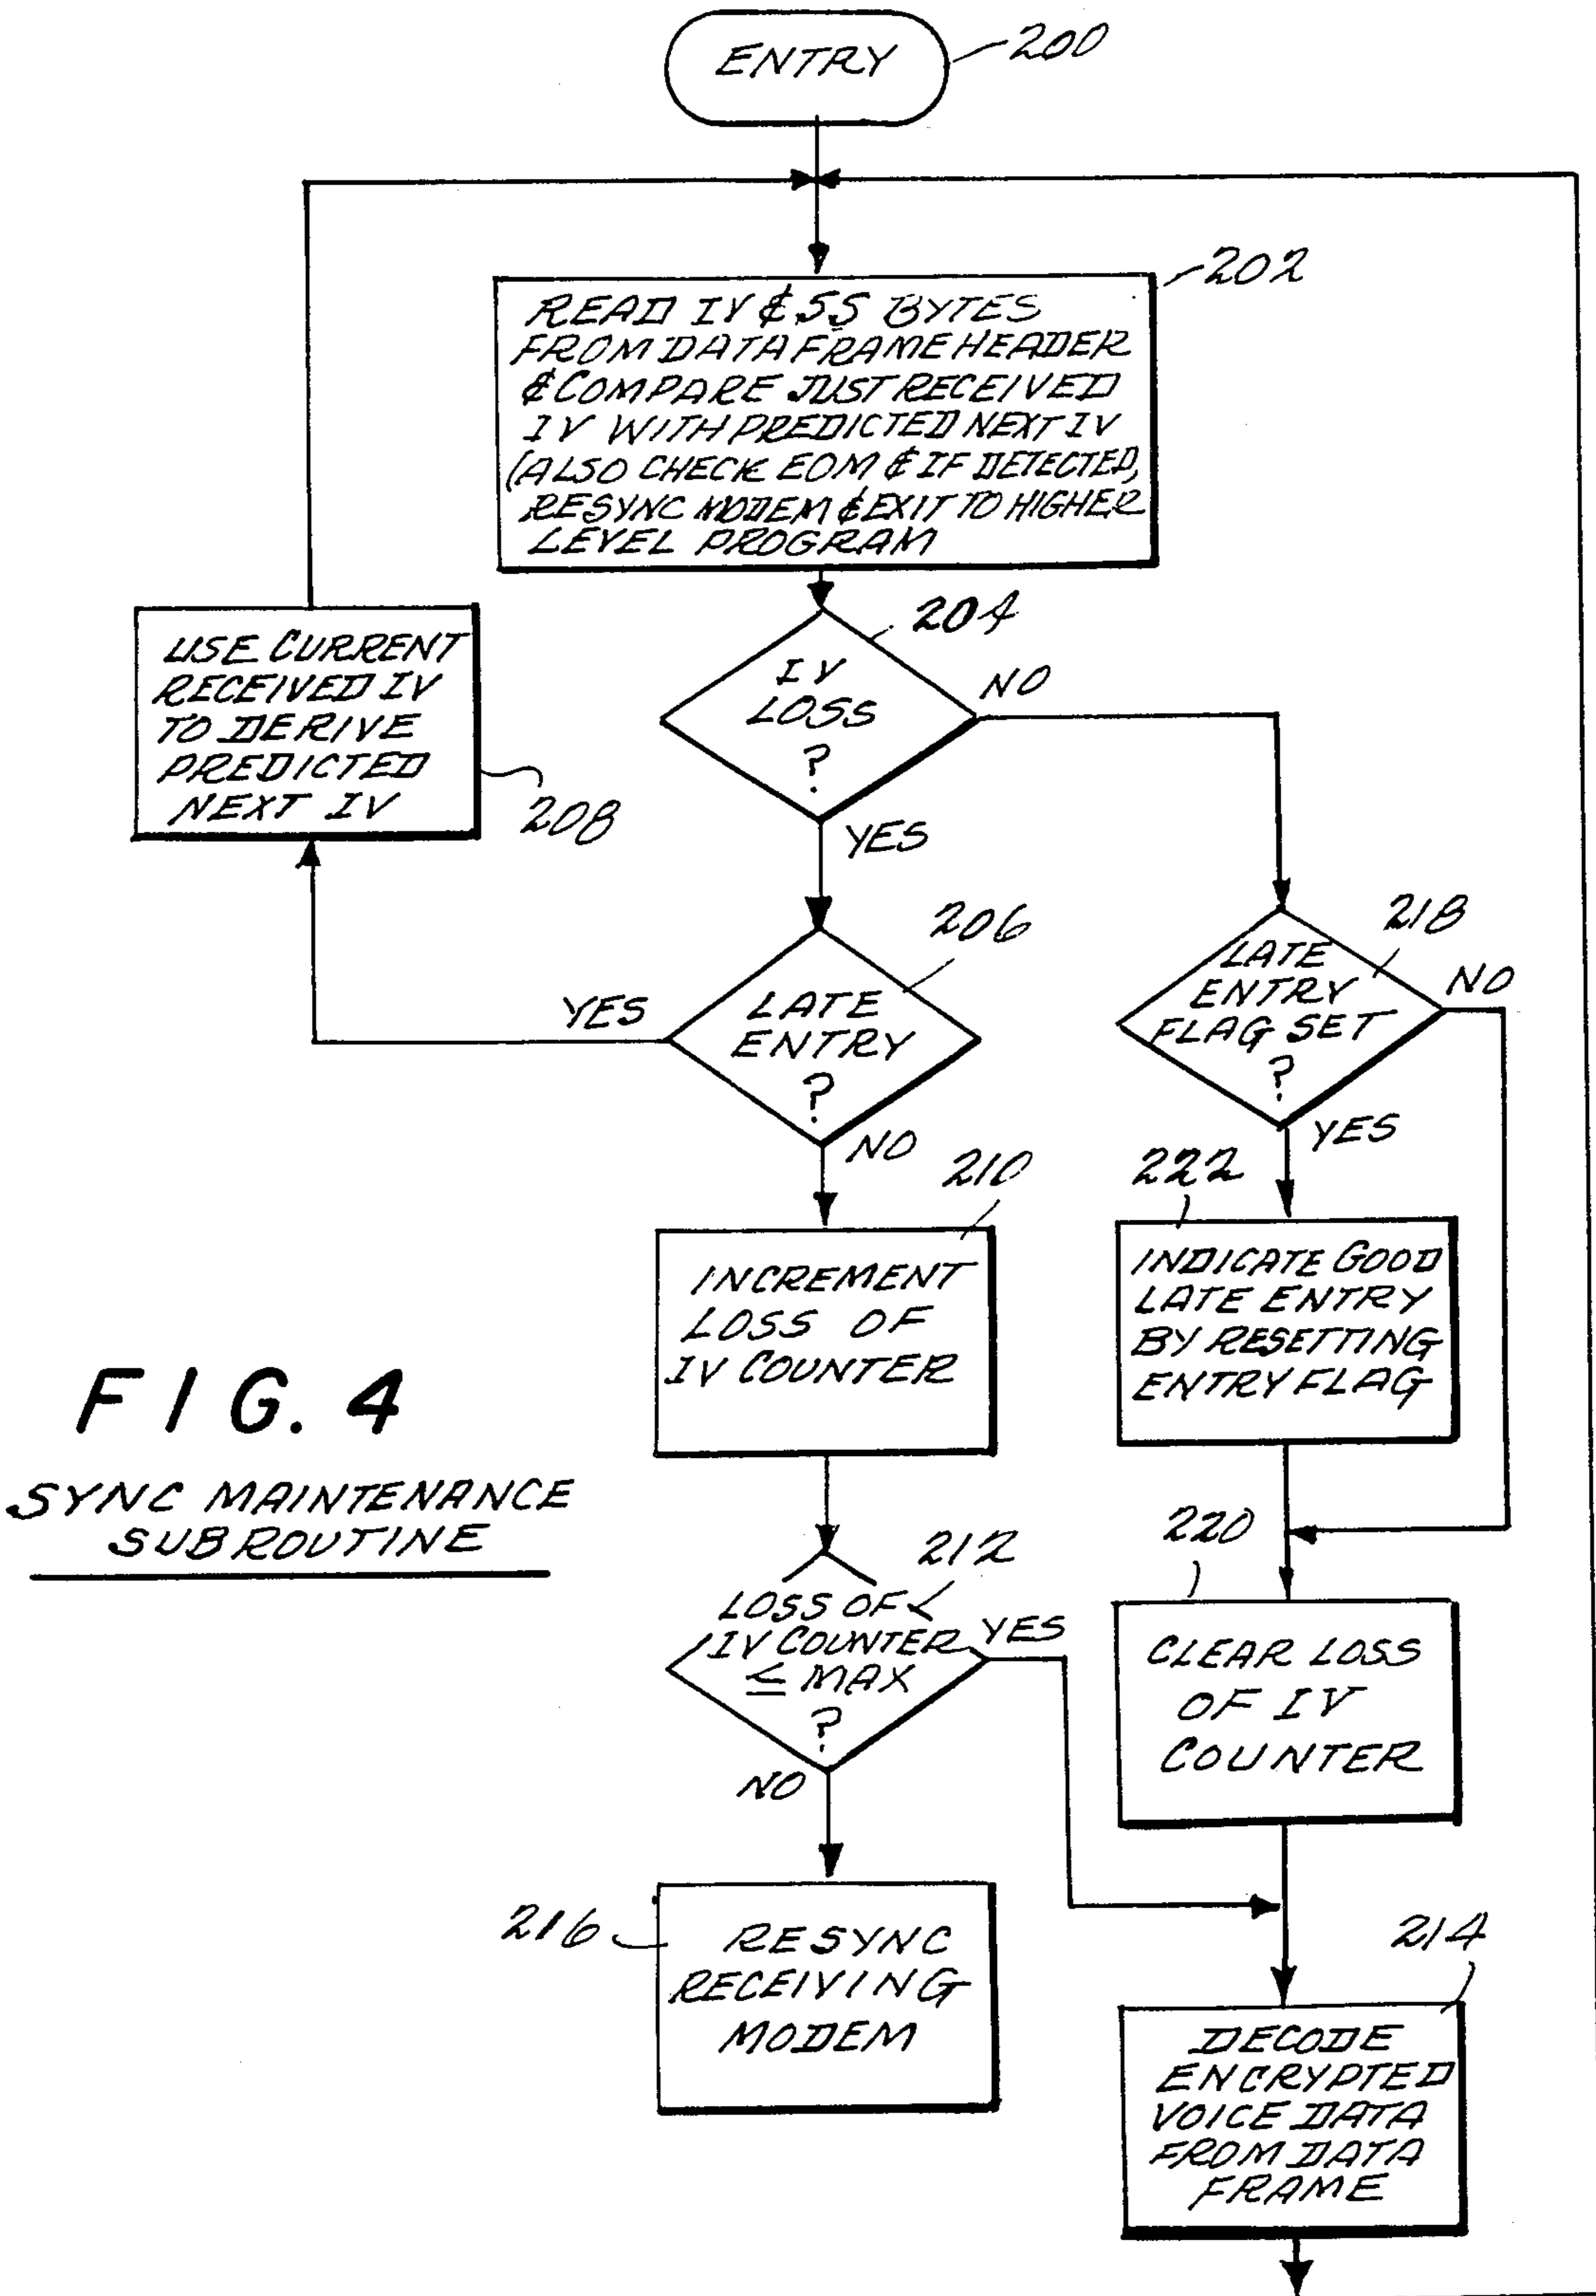 ENTRY
200
202
READ IV & SS BYTES
FROM DATA FRAME HEADER
& COMPARE JUST RECEIVED
IV WITH PREDICTED NEXT IV
(ALSO CHECK EOM & IF DETECTED,
RESYNC MODEM & EXIT TO HIGHER
LEVEL PROGRAM
204
IV
LOSS
?
NO
YES
USE CURRENT
RECEIVED IV
TO DERIVE
PREDICTED
NEXT IV
208
206
LATE
ENTRY
?
YES
NO
218
LATE
ENTRY
FLAG SET
?
NO
YES
210
INCREMENT
LOSS OF
IV COUNTER
222
INDICATE GOOD
LATE ENTRY
BY RESETTING
ENTRY FLAG
FIG. 4
SYNC MAINTENANCE
SUBROUTINE
212
LOSS OF
IV COUNTER
≤ MAX
?
YES
NO
220
CLEAR LOSS
OF IV
COUNTER
216
RESYNC
RECEIVING
MODEM
214
DECODE
ENCRYPTED
VOICE DATA
FROM DATA
FRAME